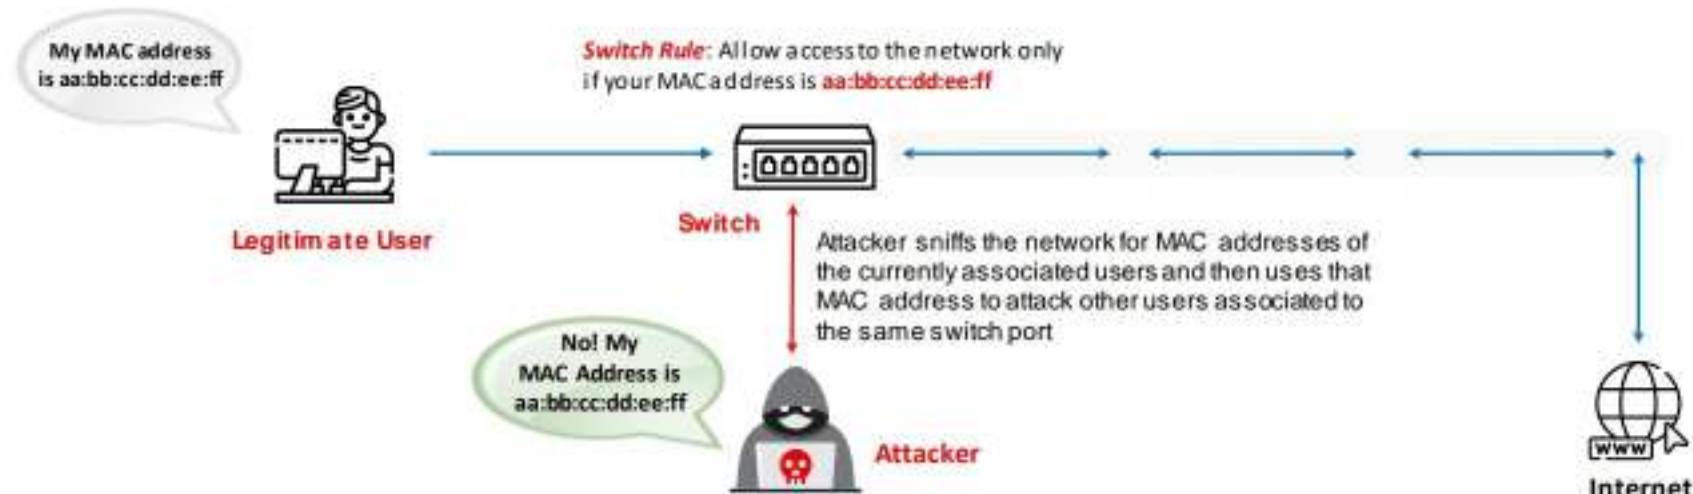 My MAC address
is aa:bb:cc:dd:ee:ff
Switch Rule: Allow access to the network only
if your MAC address is aa:bb:cc:dd:ee:ff
Legitimate User
Switch
Attacker sniffs the network for MAC addresses of
the currently associated users and then uses that
MAC address to attack other users associated to
the same switch port
No! My
MAC Address is
aa:bb:cc:dd:ee:ff
Attacker
www
Internet